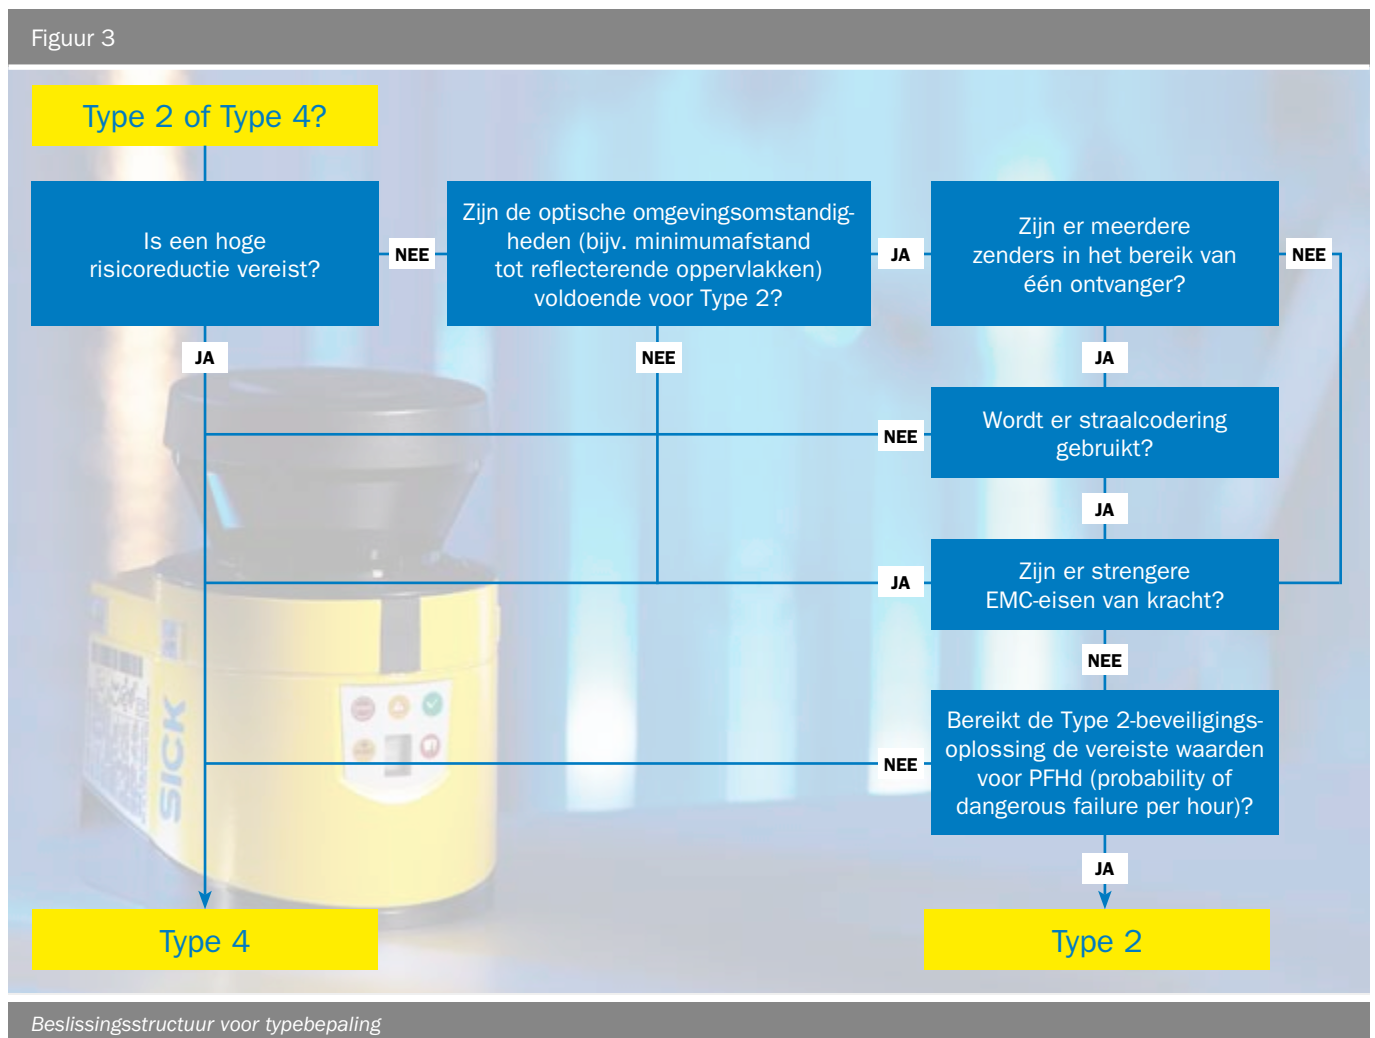 Figuur 3
Type 2 of Type 4?
Is een hoge
risicoreductie vereist?
NEE
Zijn de optische omgevingsomstandig-
heden (bijv. minimumafstand
tot reflecterende oppervlakken)
voldoende voor Type 2?
JA
Zijn er meerdere
zenders in het bereik van
één ontvanger?
NEE
JA
NEE
JA
NEE
Wordt er straalcodering
gebruikt?
JA
JA
Zijn er strengere
EMC-eisen van kracht?
NEE
NEE
Bereikt de Type 2-beveiligings-
oplossing de vereiste waarden
voor PFHd (probability of
dangerous failure per hour)?
JA
SICK
Type 4
Type 2
Beslissingsstructuur voor typebepaling